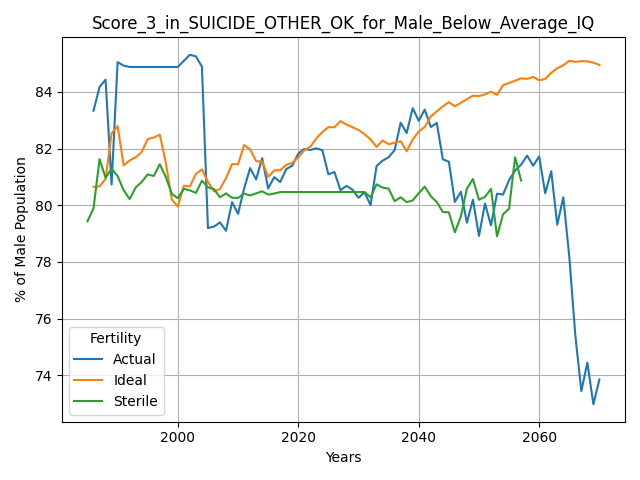 Score_3_in_SUICIDE_OTHER_OK_for_Male_Below_Average_IQ
% of Male Population
84
82
80
78
76
74
Fertility
Actual
Ideal
Sterile
2000 2020 2040 2060
Years